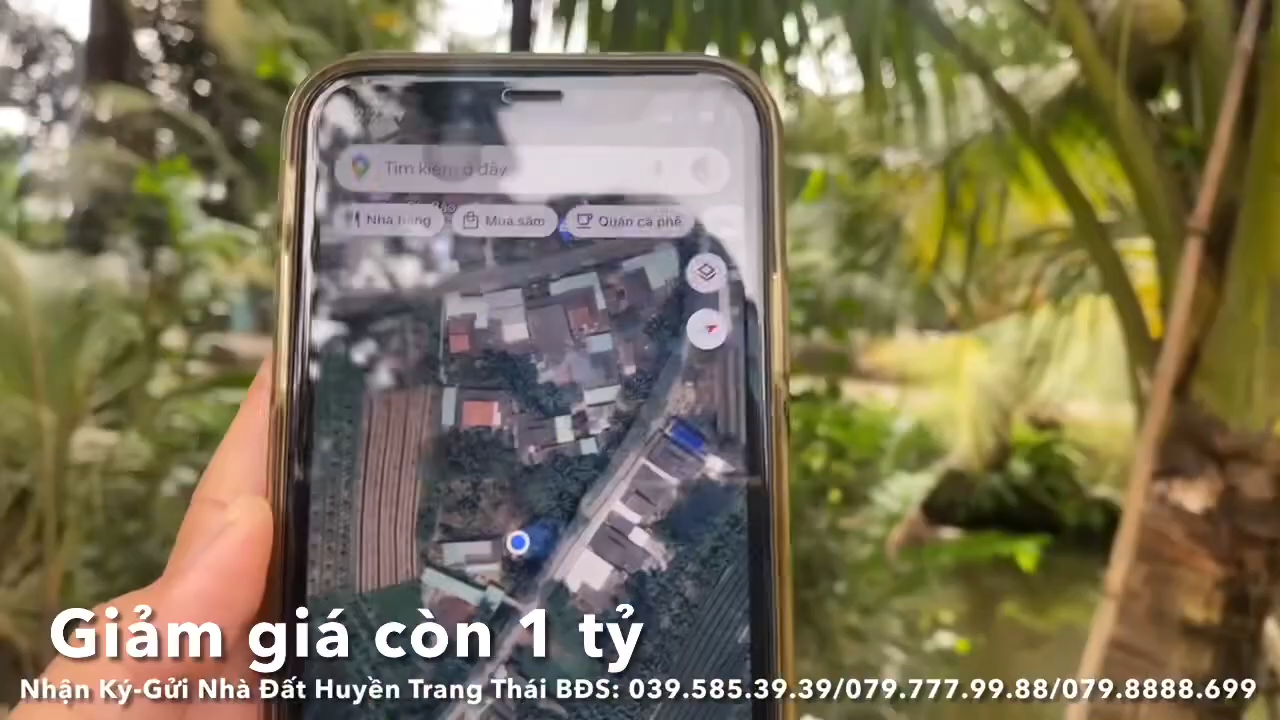 Tìm kiếm ở đây
Nhà hàng
Mua sắm
Quán cà phê
Giảm giá còn 1 tỷ
Nhận Ký-Gửi Nhà Đất Huyền Trang Thái BĐS: 039.585.39.39/079.777.99.88/079.8888.699